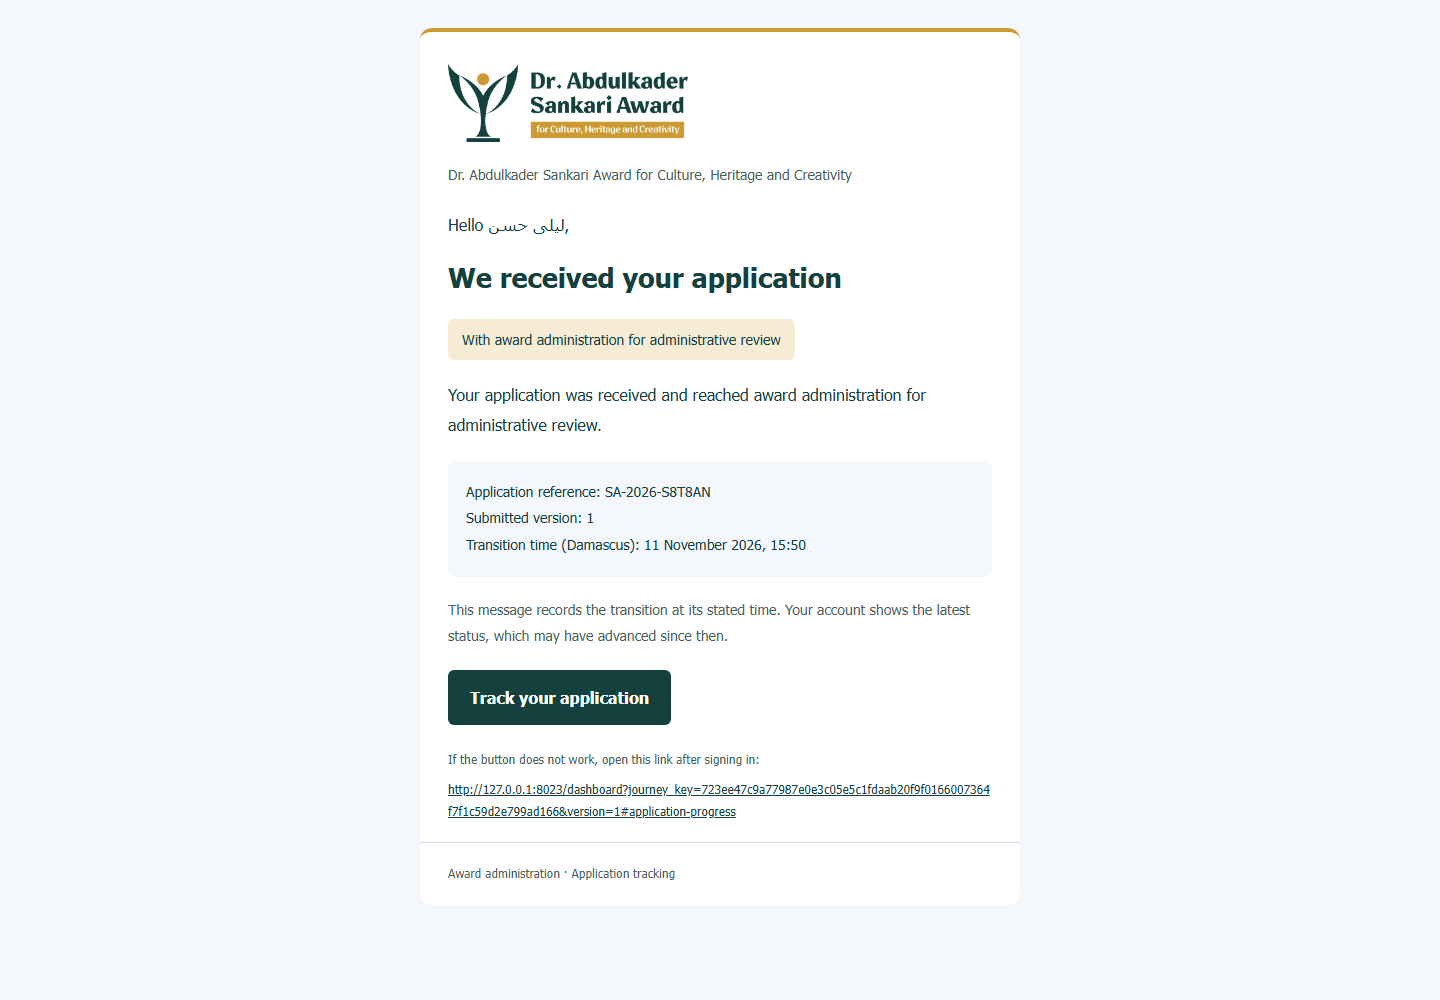 Dr. Abdulkader
Sankari Award
for Culture, Heritage and Creativity
Dr. Abdulkader Sankari Award for Culture, Heritage and Creativity
Hello ليلى حسن,
We received your application
With award administration for administrative review
Your application was received and reached award administration for
administrative review.
Application reference: SA-2026-S8T8AN
Submitted version: 1
Transition time (Damascus): 11 November 2026, 15:50
This message records the transition at its stated time. Your account shows the latest
status, which may have advanced since then.
Track your application
If the button does not work, open this link after signing in:
http://127.0.0.1:8023/dashboard?journey_key=723ee47c9a77987e0e3c05e5c1fdaab20f9f0166007364
f7f1c59d2e799ad166&version=1#application-progress
Award administration · Application tracking